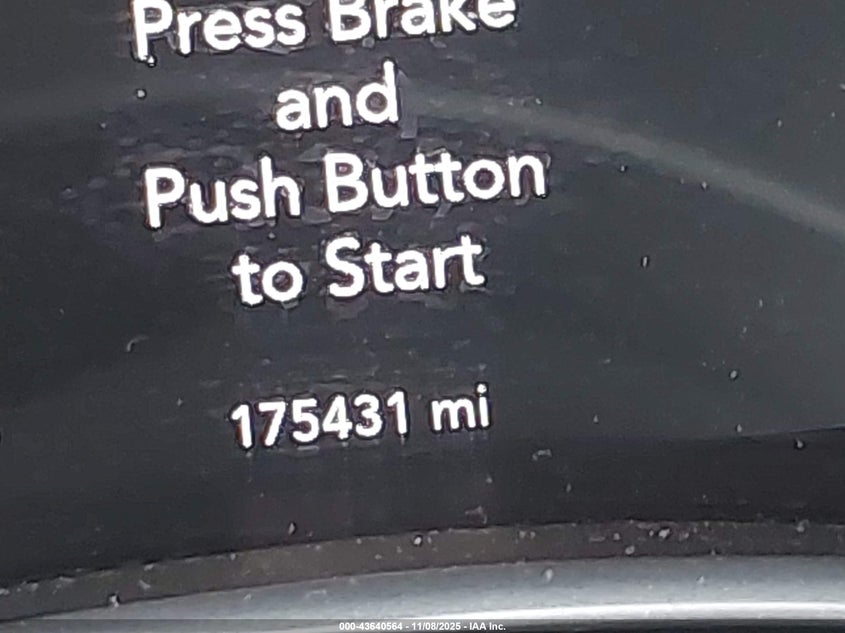 Press Brake
and
Push Button
to Start
175431 mi
000-43640564 - 11/08/2025 - IAA Inc.